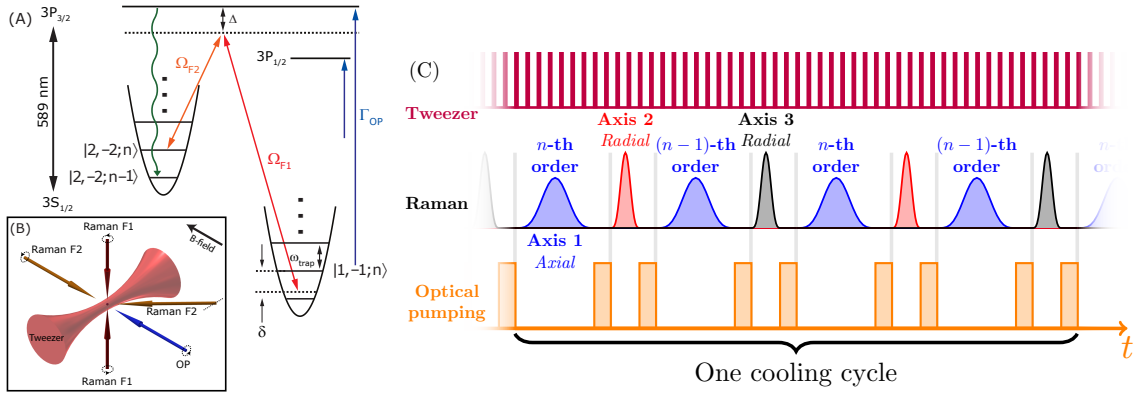 (A)
3P3/2
Δ
3P1/2
ΩF2
ΓOP
589 nm
ΩF1
|2,-2;n⟩
|2,-2;n-1⟩
3S1/2
ωtrap
|1,-1;n⟩
δ
(B)
Raman F1
B-field
Raman F2
Raman F2
Tweezer
OP
Raman F1
(C)
Tweezer
Axis 2
Radial
Axis 3
Radial
n-th
order
(n − 1)-th
order
n-th
order
(n − 1)-th
order
n-th
order
Raman
Axis 1
Axial
Optical
pumping
t
One cooling cycle